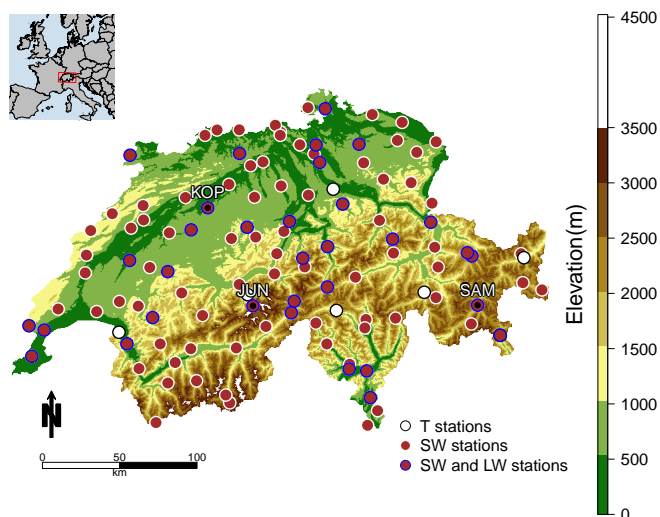 4500
3500
3000
2500
2000
1500
1000
500
0
Elevation(m)
KOP
JUN
SAM
N
T stations
SW stations
SW and LW stations
0 50 100
km